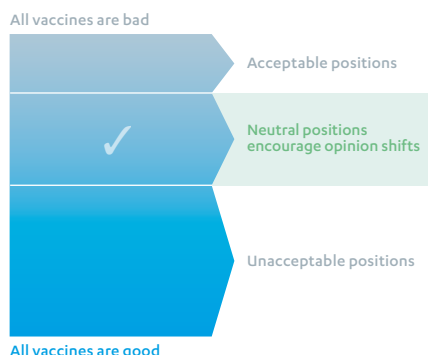 All vaccines are bad
Acceptable positions
Neutral positions
encourage opinion shifts
Unacceptable positions
All vaccines are good